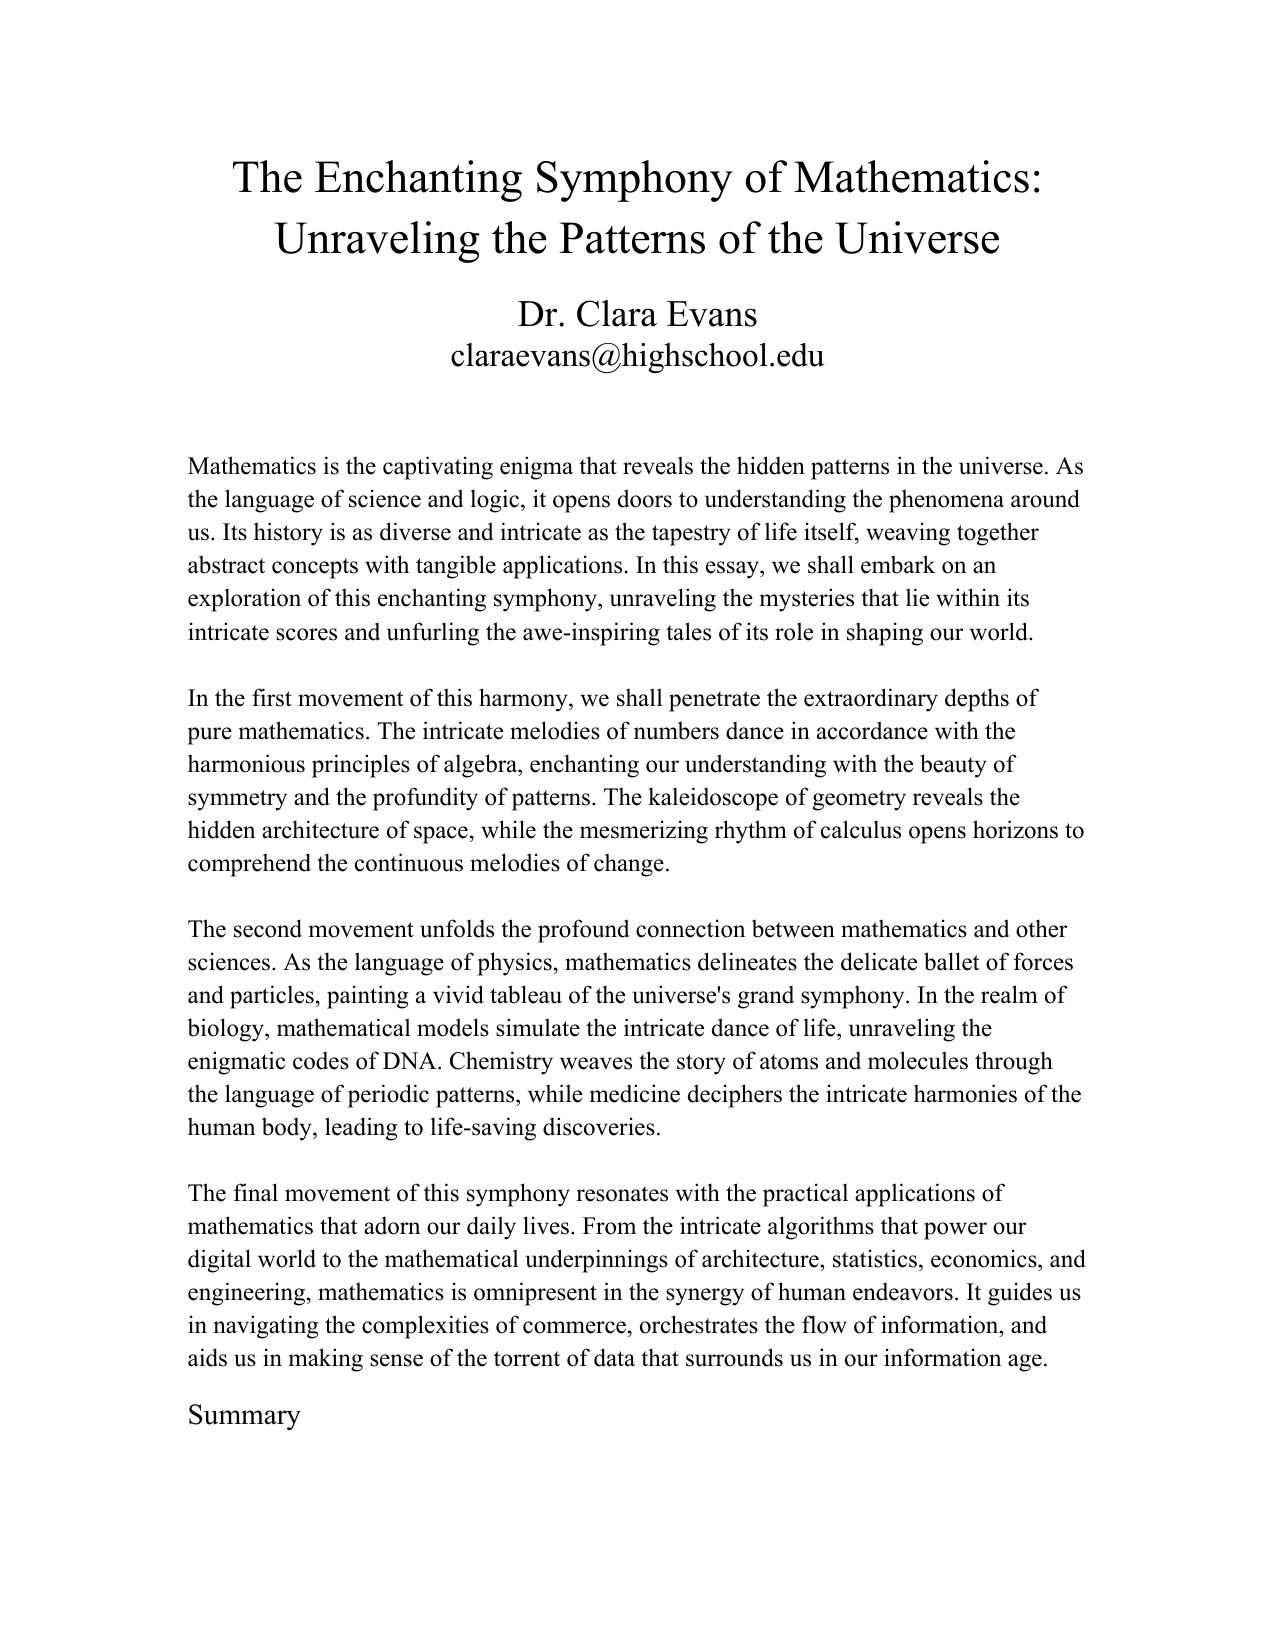 The Enchanting Symphony of Mathematics:
Unraveling the Patterns of the Universe
Dr. Clara Evans
claraevans@highschool.edu
Mathematics is the captivating enigma that reveals the hidden patterns in the universe. As
the language of science and logic, it opens doors to understanding the phenomena around
us. Its history is as diverse and intricate as the tapestry of life itself, weaving together
abstract concepts with tangible applications. In this essay, we shall embark on an
exploration of this enchanting symphony, unraveling the mysteries that lie within its
intricate scores and unfurling the awe-inspiring tales of its role in shaping our world.
In the first movement of this harmony, we shall penetrate the extraordinary depths of
pure mathematics. The intricate melodies of numbers dance in accordance with the
harmonious principles of algebra, enchanting our understanding with the beauty of
symmetry and the profundity of patterns. The kaleidoscope of geometry reveals the
hidden architecture of space, while the mesmerizing rhythm of calculus opens horizons to
comprehend the continuous melodies of change.
The second movement unfolds the profound connection between mathematics and other
sciences. As the language of physics, mathematics delineates the delicate ballet of forces
and particles, painting a vivid tableau of the universe's grand symphony. In the realm of
biology, mathematical models simulate the intricate dance of life, unraveling the
enigmatic codes of DNA. Chemistry weaves the story of atoms and molecules through
the language of periodic patterns, while medicine deciphers the intricate harmonies of the
human body, leading to life-saving discoveries.
The final movement of this symphony resonates with the practical applications of
mathematics that adorn our daily lives. From the intricate algorithms that power our
digital world to the mathematical underpinnings of architecture, statistics, economics, and
engineering, mathematics is omnipresent in the synergy of human endeavors. It guides us
in navigating the complexities of commerce, orchestrates the flow of information, and
aids us in making sense of the torrent of data that surrounds us in our information age.
Summary